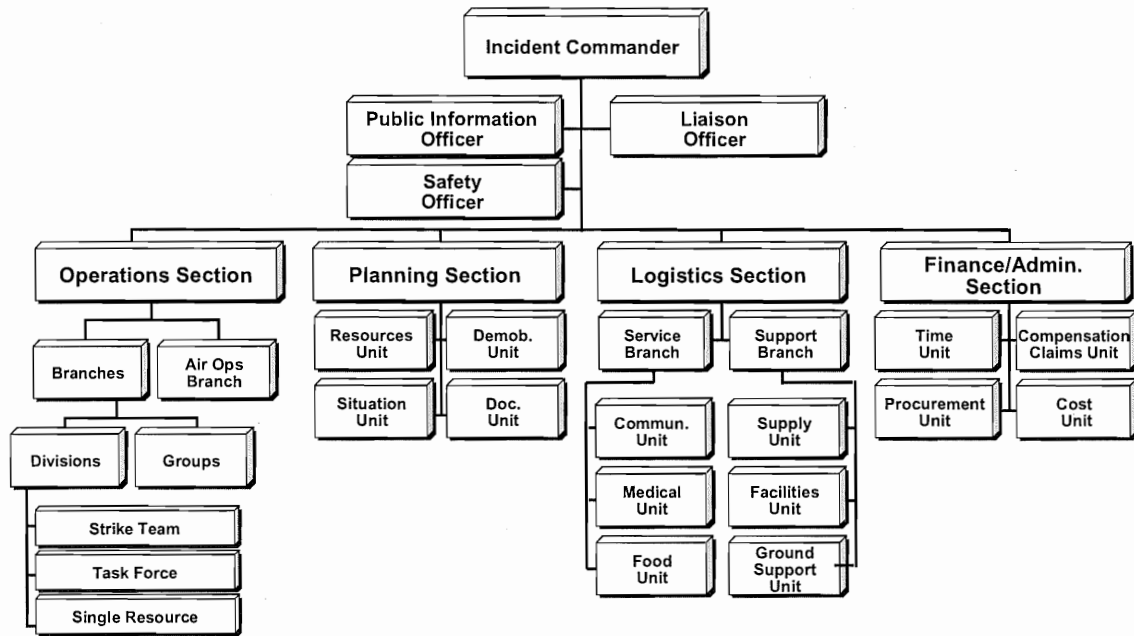 Incident Commander
Public Information
Officer
Liaison
Officer
Safety
Officer
Operations Section
Planning Section
Logistics Section
Finance/Admin.
Section
Branches
Air Ops
Branch
Divisions
Groups
Strike Team
Task Force
Single Resource
Resources
Unit
Demob.
Unit
Situation
Unit
Doc.
Unit
Service
Branch
Support
Branch
Commun.
Unit
Supply
Unit
Medical
Unit
Facilities
Unit
Food
Unit
Ground
Support
Unit
Time
Unit
Compensation
Claims Unit
Procurement
Unit
Cost
Unit